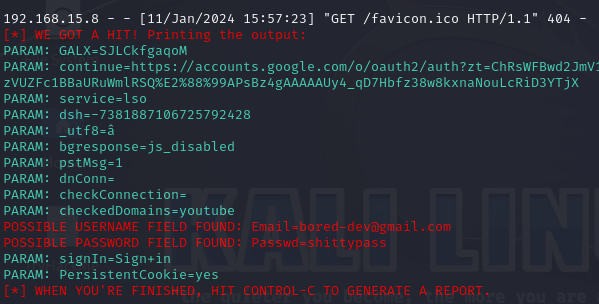 192.168.15.8 - - [11/Jan/2024 15:57:23] "GET /favicon.ico HTTP/1.1" 404 -
[*] WE GOT A HIT! Printing the output:
PARAM: GALX=SJLCkfgaqoM
PARAM: continue=https://accounts.google.com/o/oauth2/auth?zt=ChRsWFBwd2JmV1
zVUZFc1BBaURuWmlRSQ%E2%88%99APsBz4gAAAAAUy4_qD7Hbfz38w8kxnaNouLcRiD3YTjX
PARAM: service=lso
PARAM: dsh=-7381887106725792428
PARAM: _utf8=â
PARAM: bgresponse=js_disabled
PARAM: pstMsg=1
PARAM: dnConn=
PARAM: checkConnection=
PARAM: checkedDomains=youtube
POSSIBLE USERNAME FIELD FOUND: Email=bored-dev@gmail.com
POSSIBLE PASSWORD FIELD FOUND: Passwd=shittypass
PARAM: signIn=Sign+in
PARAM: PersistentCookie=yes
[*] WHEN YOU'RE FINISHED, HIT CONTROL-C TO GENERATE A REPORT.
KALI LIN